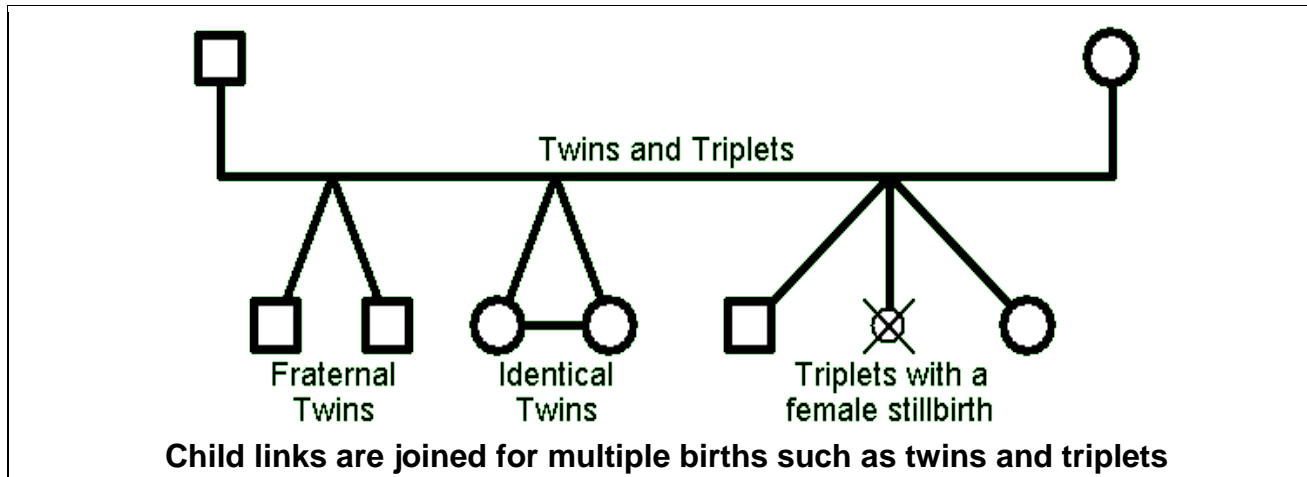 Twins and Triplets
Fraternal
Twins
Identical
Twins
Triplets with a
female stillbirth
Child links are joined for multiple births such as twins and triplets